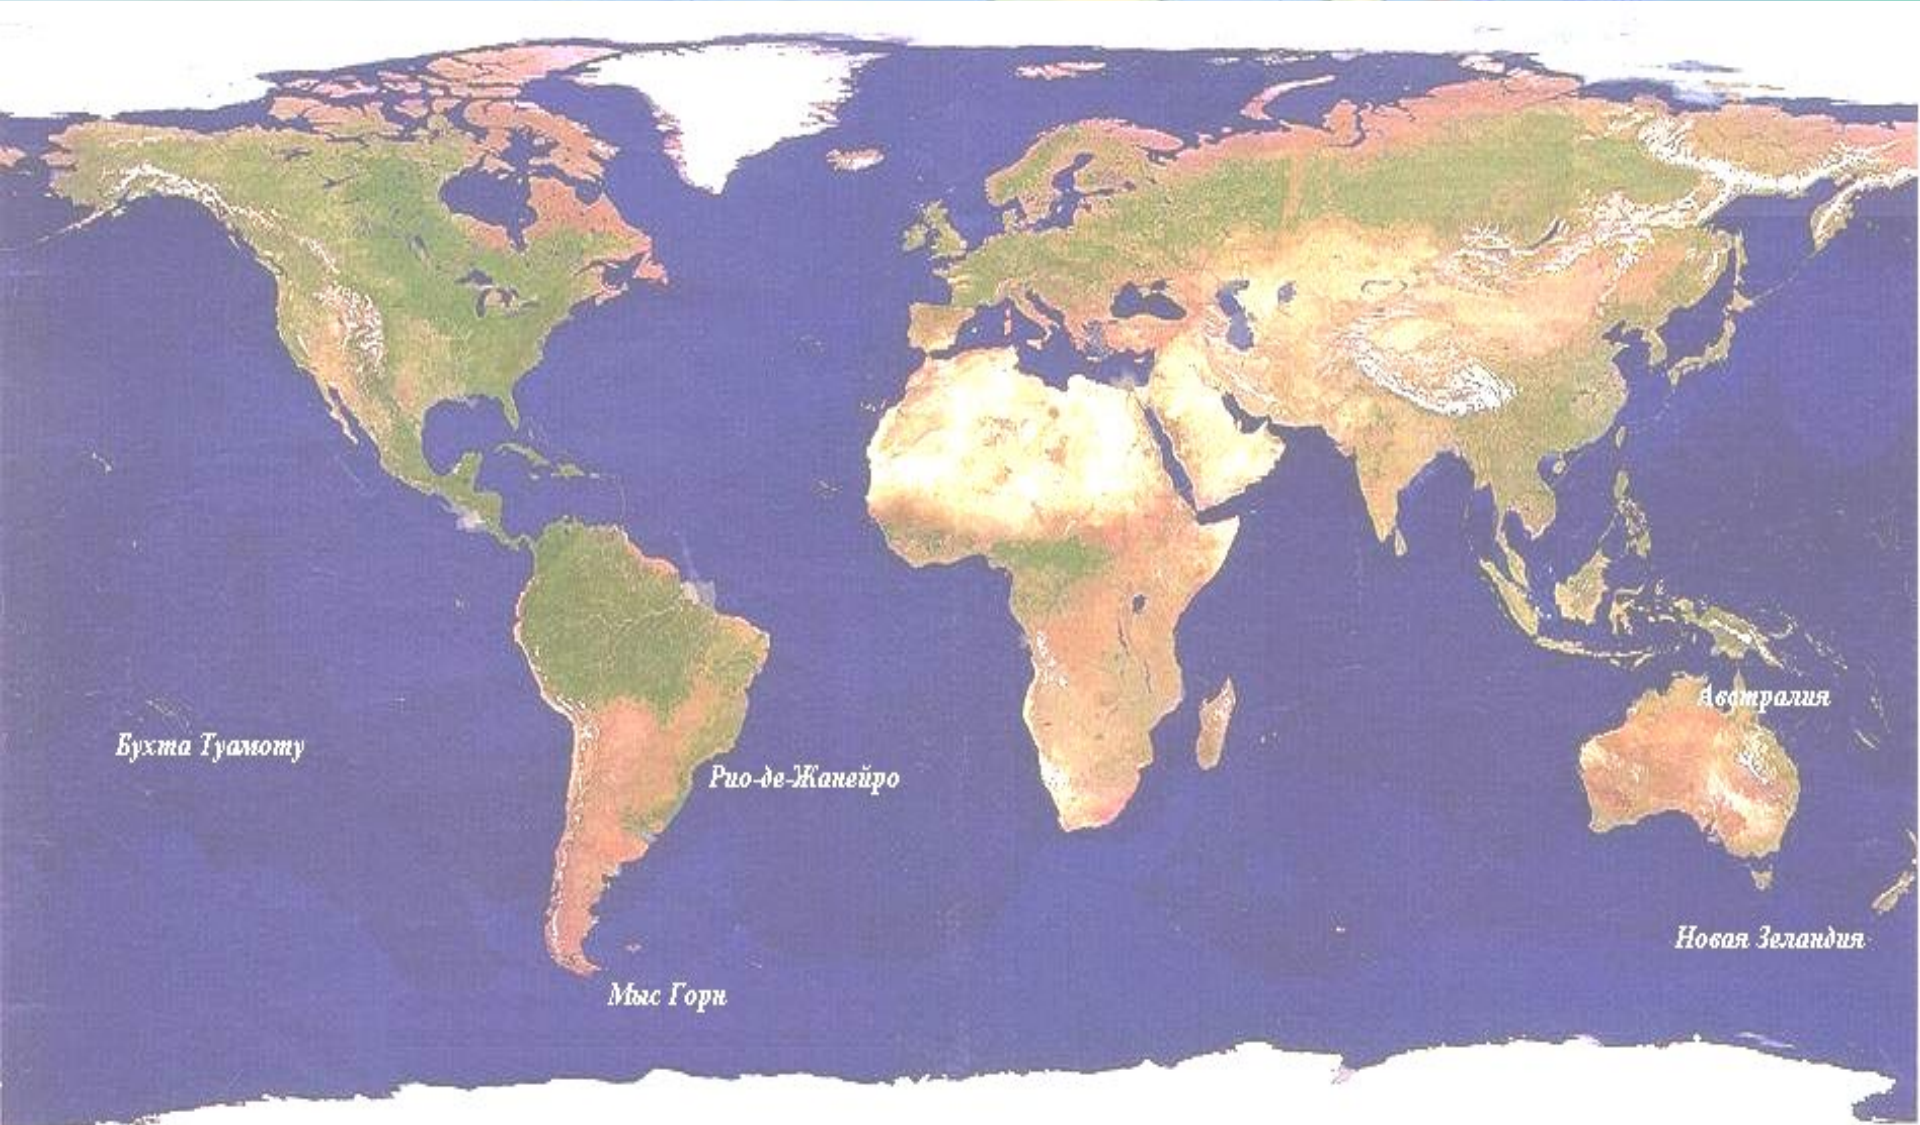 Австралия
Бухта Туамоту
Рио-де-Жанейро
Новая Зеландия
Мыс Горн